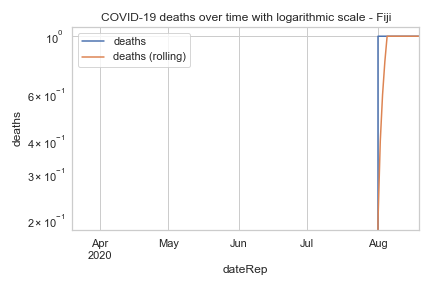 COVID-19 deaths over time with logarithmic scale - Fiji
deaths
deaths (rolling)
10⁰
6 × 10⁻¹
4 × 10⁻¹
3 × 10⁻¹
2 × 10⁻¹
deaths
Apr May Jun Jul Aug
2020
dateRep